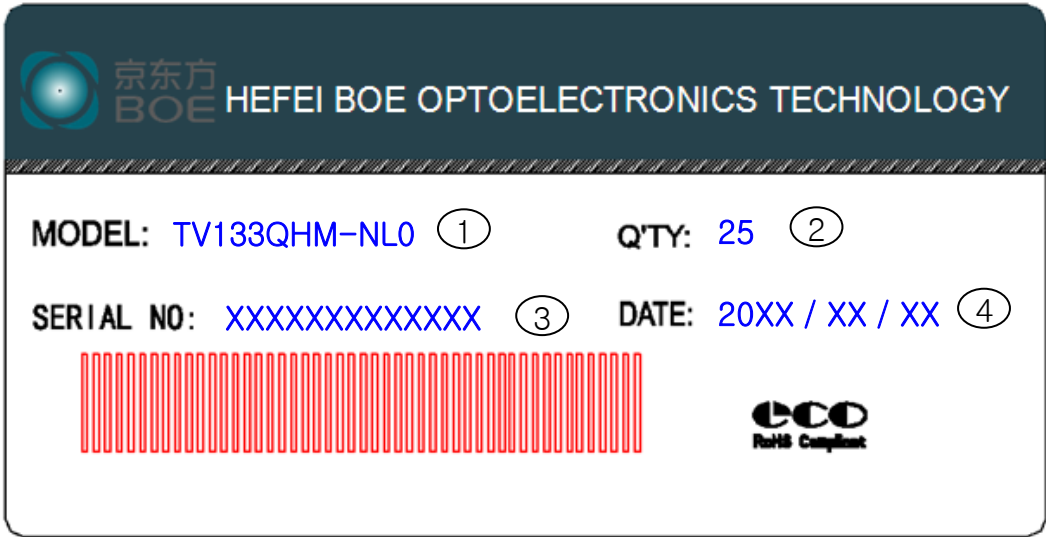 京东方
BOE
HEFEI BOE OPTOELECTRONICS TECHNOLOGY
MODEL: TV133QHM-NL0 ①
Q'TY: 25 ②
SERIAL NO: XXXXXXXXXXXXX ③
DATE: 20XX / XX / XX ④
eco
RoHS Compliant